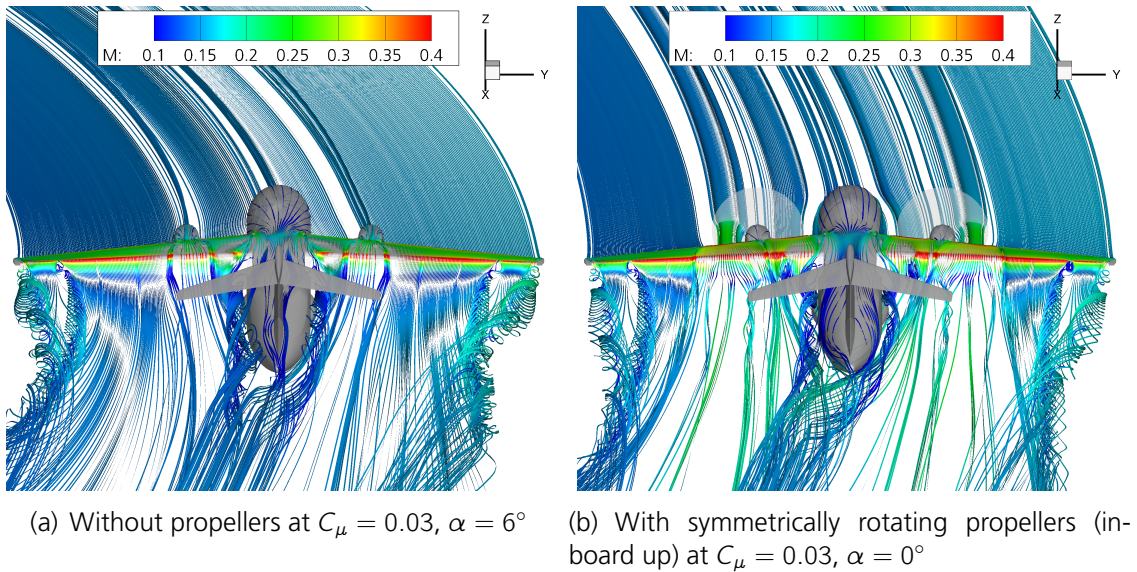 M: 0.1 0.15 0.2 0.25 0.3 0.35 0.4
Z
Y
X
M: 0.1 0.15 0.2 0.25 0.3 0.35 0.4
Z
Y
X
(a) Without propellers at Cμ = 0.03, α = 6°
(b) With symmetrically rotating propellers (in-
board up) at Cμ = 0.03, α = 0°